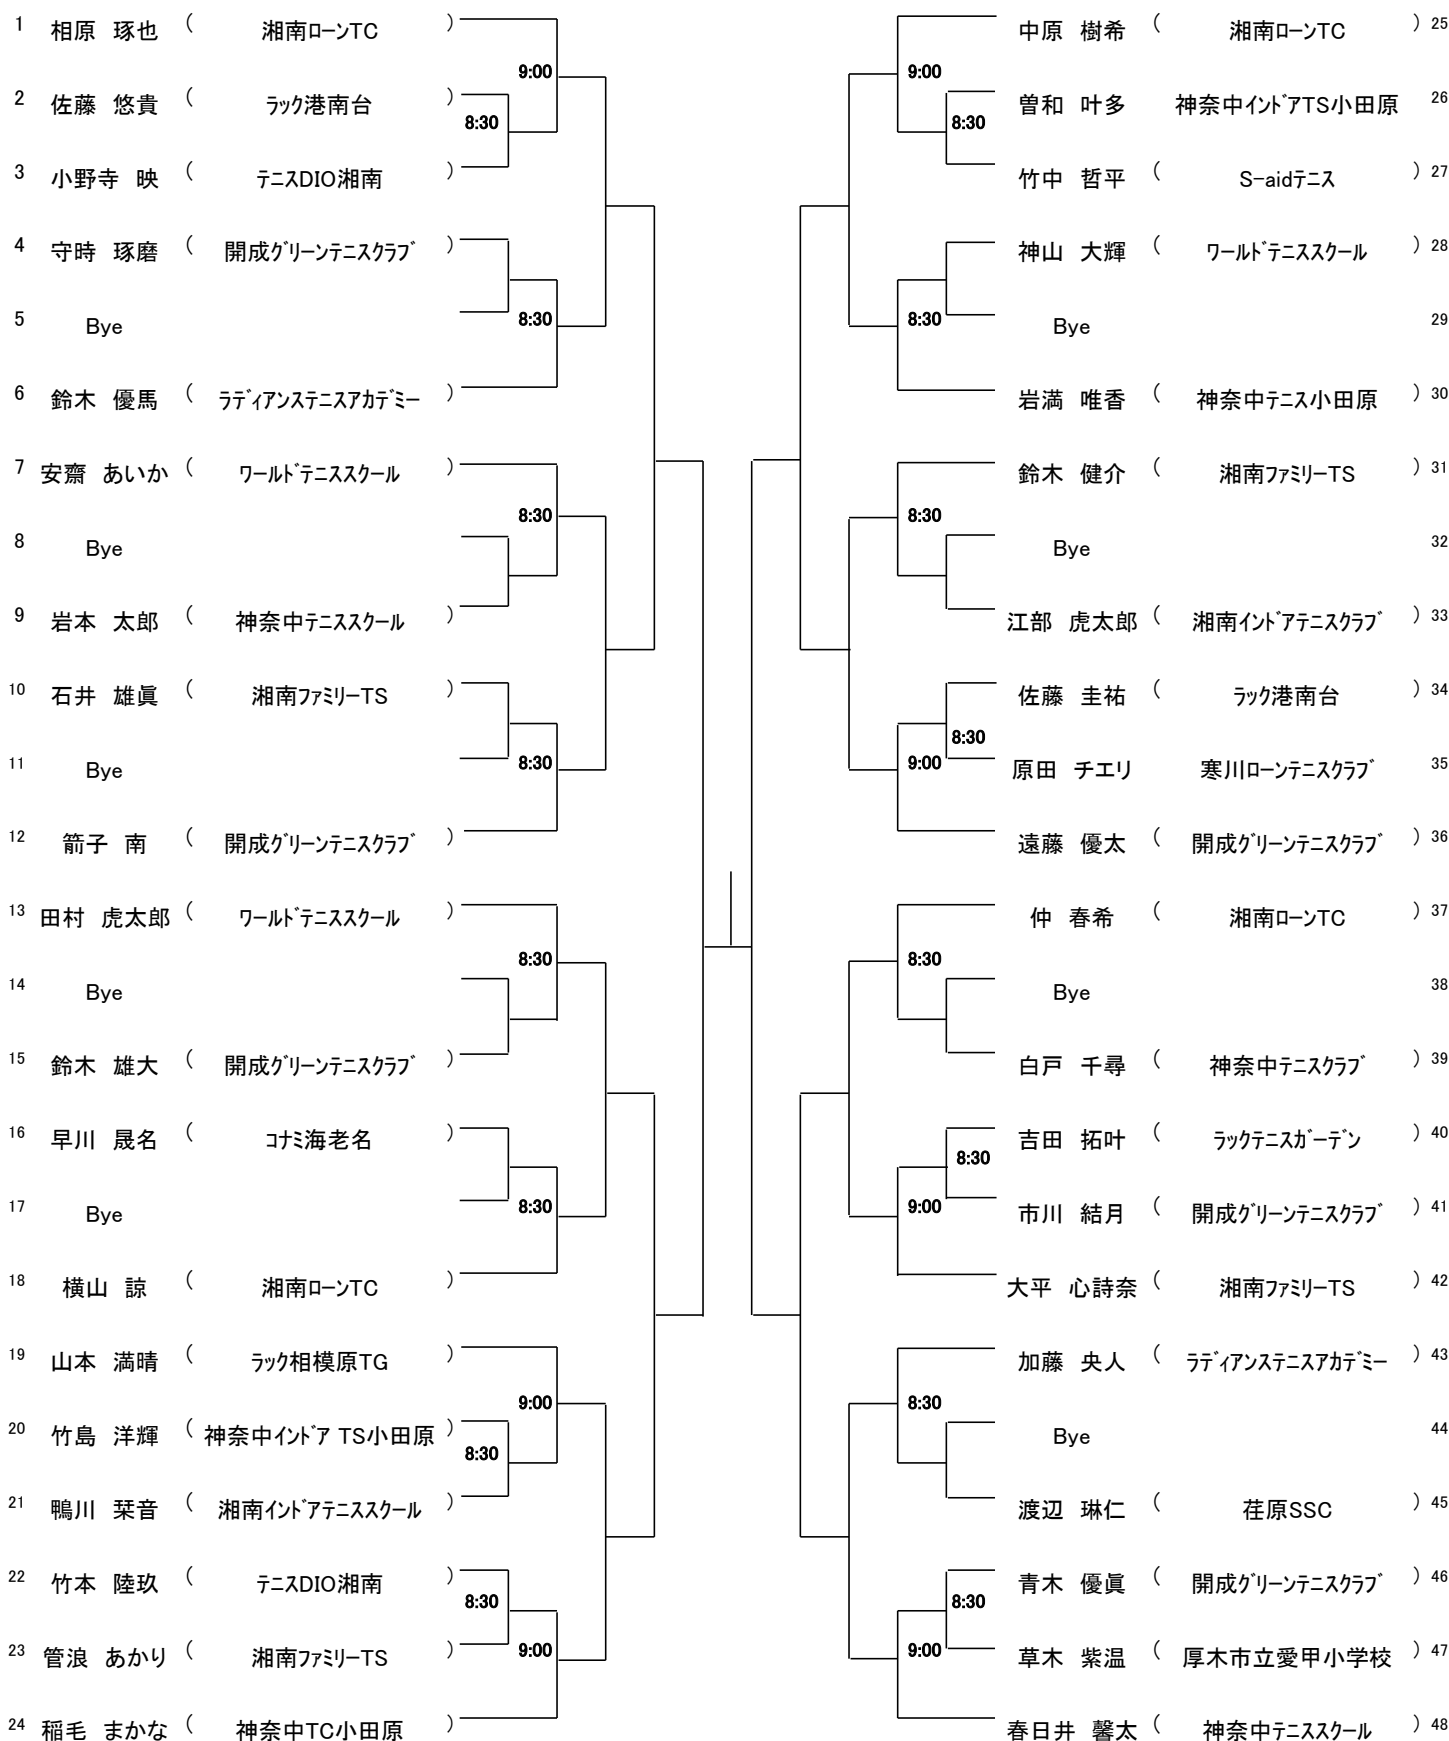 1 相原 琢也 ( 湘南ローンTC )
9:00
2 佐藤 悠貴 ( ラック港南台 )
8:30
3 小野寺 映 ( テニスDIO湘南 )
4 守時 琢磨 ( 開成グリーンテニスクラブ )
5 Bye
8:30
6 鈴木 優馬 ( ラディアンステニスアカデミー )
7 安齋 あいか ( ワールドテニススクール )
8:30
8 Bye
9 岩本 太郎 ( 神奈中テニススクール )
10 石井 雄眞 ( 湘南ファミリーTS )
11 Bye
8:30
12 箭子 南 ( 開成グリーンテニスクラブ )
13 田村 虎太郎 ( ワールドテニススクール )
8:30
14 Bye
15 鈴木 雄大 ( 開成グリーンテニスクラブ )
16 早川 晟名 ( コナミ海老名 )
17 Bye
8:30
18 横山 諒 ( 湘南ローンTC )
19 山本 満晴 ( ラック相模原TG )
9:00
20 竹島 洋輝 ( 神奈中インドア TS小田原 )
8:30
21 鴨川 栞音 ( 湘南インドアテニススクール )
22 竹本 陸玖 ( テニスDIO湘南 )
8:30
23 管浪 あかり ( 湘南ファミリーTS )
9:00
24 稲毛 まかな ( 神奈中TC小田原 )
中原 樹希 ( 湘南ローンTC ) 25
9:00
曽和 叶多 神奈中インドアTS小田原 26
8:30
竹中 哲平 ( S-aidテニス ) 27
神山 大輝 ( ワールドテニススクール ) 28
8:30
Bye 29
岩満 唯香 ( 神奈中テニス小田原 ) 30
鈴木 健介 ( 湘南ファミリーTS ) 31
8:30
Bye 32
江部 虎太郎 ( 湘南インドアテニスクラブ ) 33
佐藤 圭祐 ( ラック港南台 ) 34
8:30
原田 チエリ 寒川ローンテニスクラブ 35
9:00
遠藤 優太 ( 開成グリーンテニスクラブ ) 36
仲 春希 ( 湘南ローンTC ) 37
8:30
Bye 38
白戸 千尋 ( 神奈中テニスクラブ ) 39
吉田 拓叶 ( ラックテニスガーデン ) 40
8:30
市川 結月 ( 開成グリーンテニスクラブ ) 41
9:00
大平 心詩奈 ( 湘南ファミリーTS ) 42
加藤 央人 ( ラディアンステニスアカデミー ) 43
8:30
Bye 44
渡辺 琳仁 ( 荏原SSC ) 45
青木 優眞 ( 開成グリーンテニスクラブ ) 46
8:30
草木 紫温 ( 厚木市立愛甲小学校 ) 47
9:00
春日井 馨太 ( 神奈中テニススクール ) 48